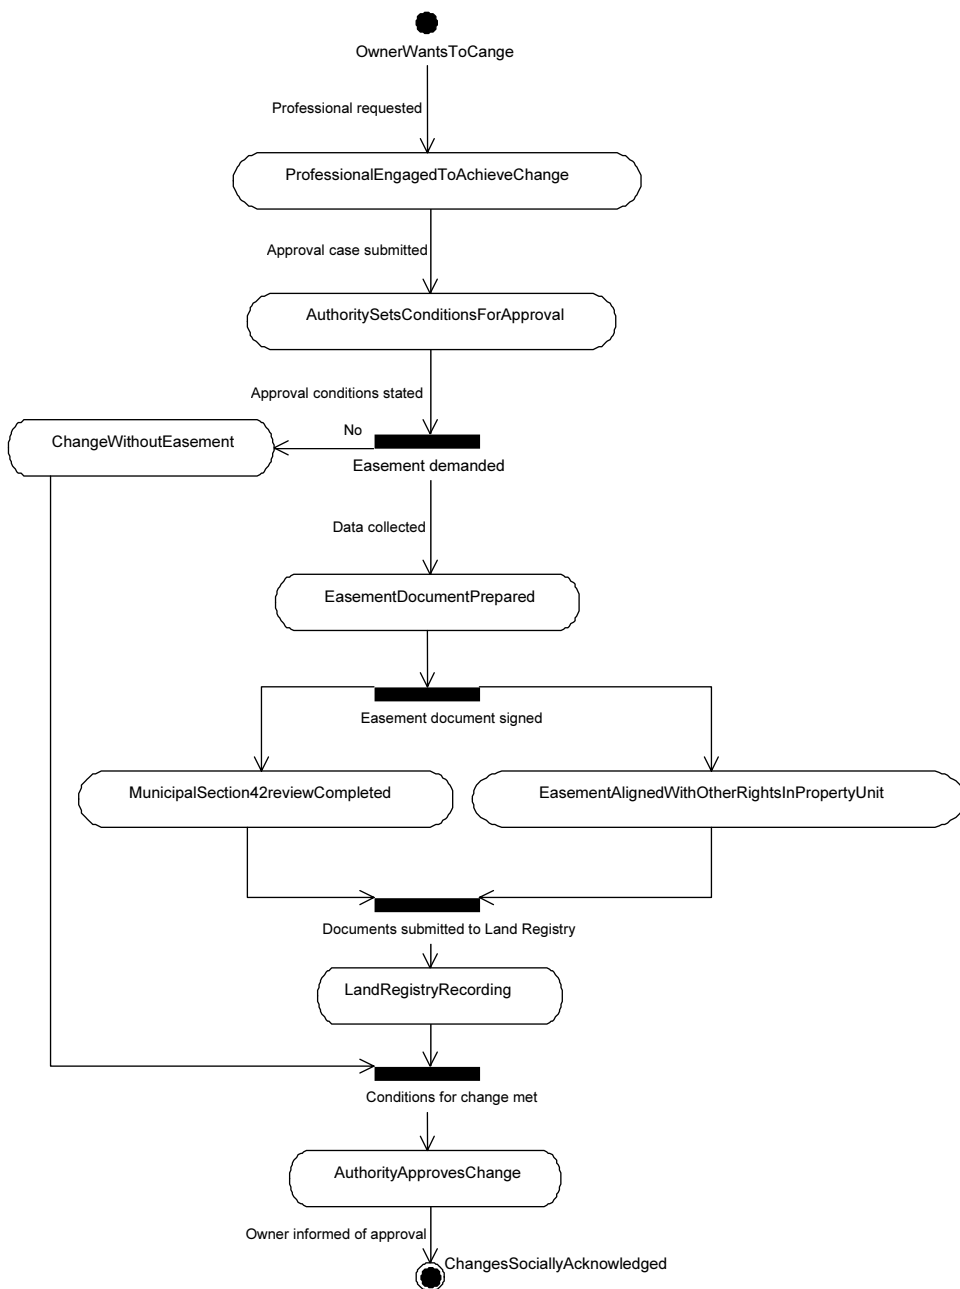 OwnerWantsToCange
Professional requested
ProfessionalEngagedToAchieveChange
Approval case submitted
AuthoritySetsConditionsForApproval
Approval conditions stated
No
ChangeWithoutEasement
Easement demanded
Data collected
EasementDocumentPrepared
Easement document signed
MunicipalSection42reviewCompleted
EasementAlignedWithOtherRightsInPropertyUnit
Documents submitted to Land Registry
LandRegistryRecording
Conditions for change met
AuthorityApprovesChange
Owner informed of approval
ChangesSociallyAcknowledged